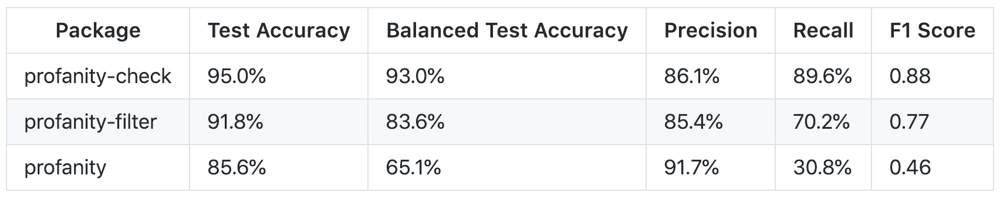 Package Test Accuracy Balanced Test Accuracy Precision Recall F1 Score
profanity-check 95.0% 93.0% 86.1% 89.6% 0.88
profanity-filter 91.8% 83.6% 85.4% 70.2% 0.77
profanity 85.6% 65.1% 91.7% 30.8% 0.46